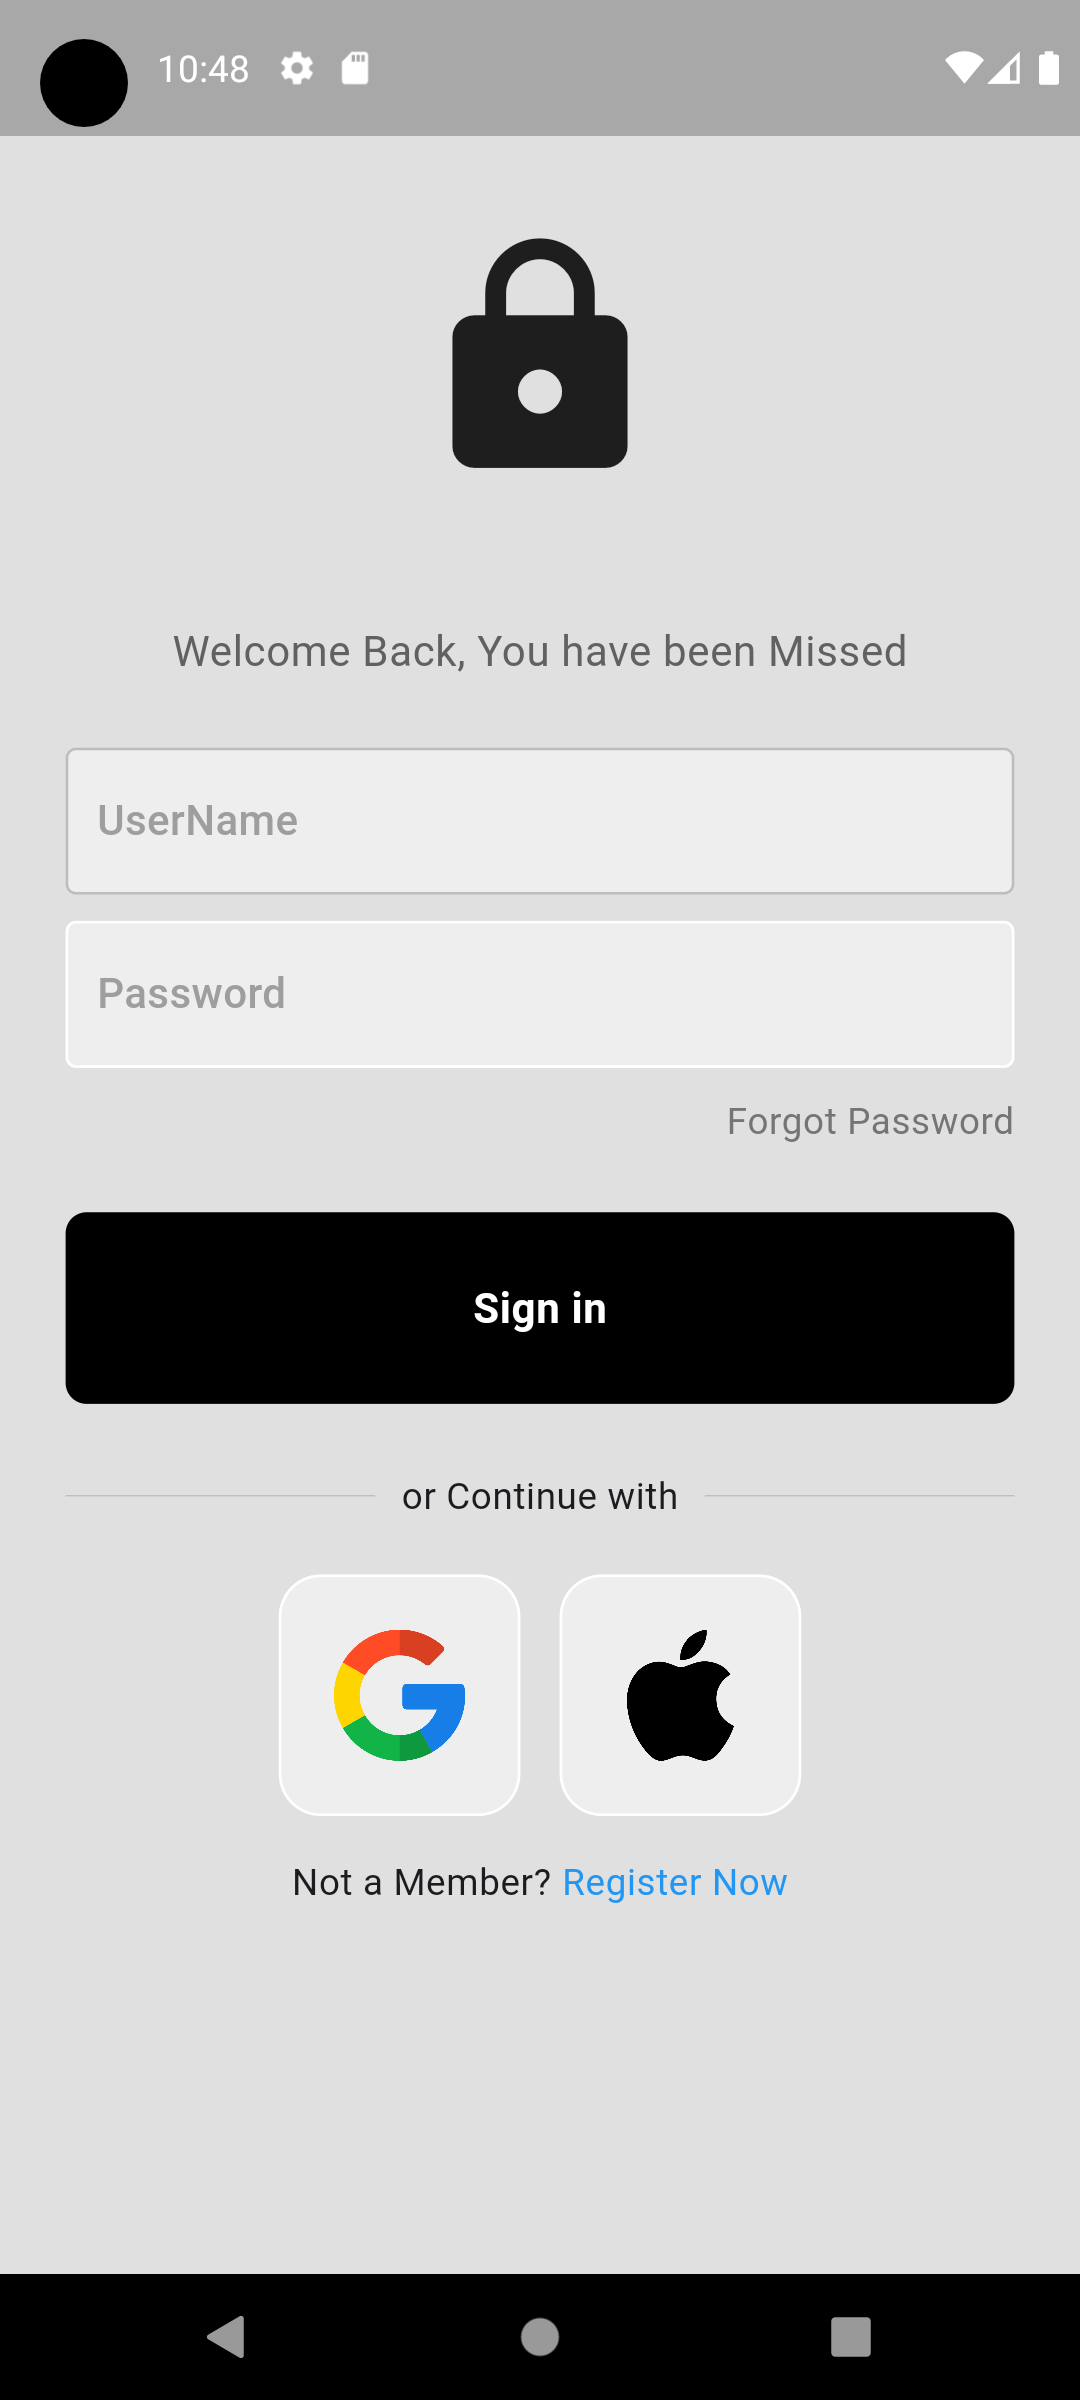 10:48
Welcome Back, You have been Missed
UserName
Password
Forgot Password
Sign in
or Continue with
Not a Member? Register Now